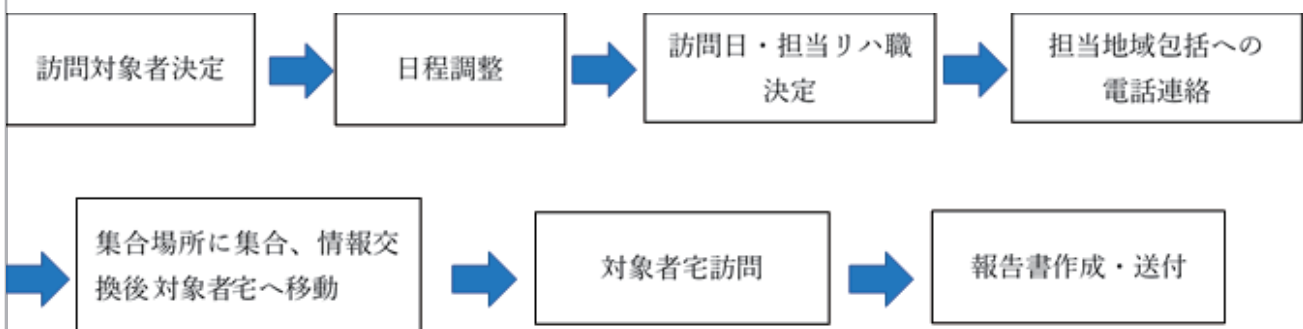 訪問対象者決定
日程調整
訪問日・担当リハ職
決定
担当地域包括への
電話連絡
集合場所に集合、情報交
換後対象者宅へ移動
対象者宅訪問
報告書作成・送付